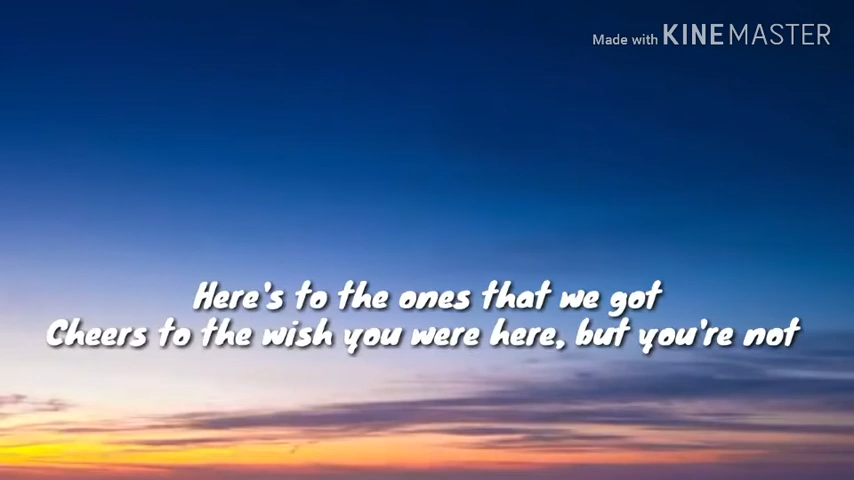 Made with KINEMASTER
Here's to the ones that we got
Cheers to the wish you were here, but you're not